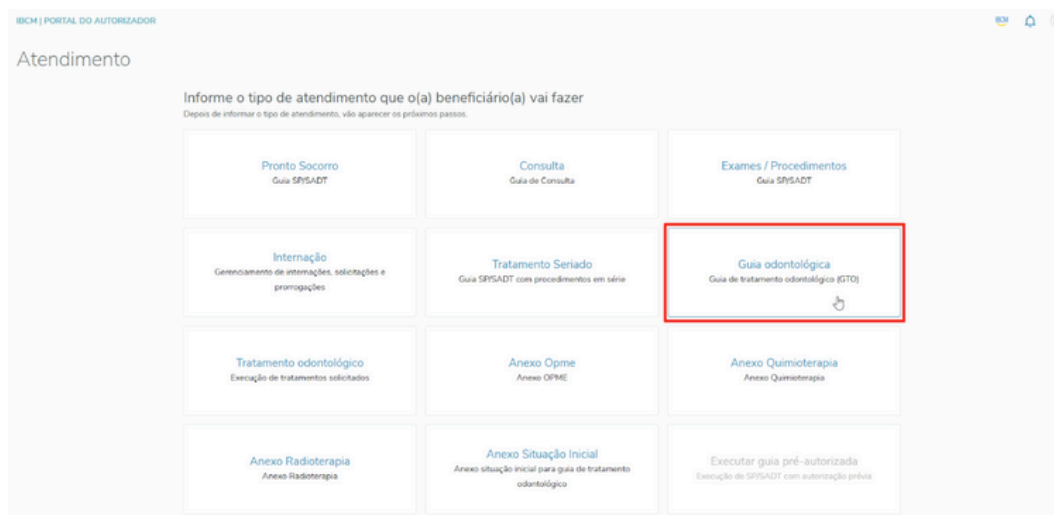 IBCM | PORTAL DO AUTORIZADOR
IBCM
Atendimento
Informe o tipo de atendimento que o(a) beneficiário(a) vai fazer
Depois de informar o tipo de atendimento, vão aparecer os próximos passos.
Pronto Socorro
Guia SP/SADT
Consulta
Guia de Consulta
Exames / Procedimentos
Guia SP/SADT
Internação
Gerenciamento de internações, solicitações e
prorrogações
Tratamento Seriado
Guia SP/SADT com procedimentos em série
Guia odontológica
Guia de tratamento odontológico (GTO)
Tratamento odontológico
Execução de tratamentos solicitados
Anexo Opme
Anexo OPME
Anexo Quimioterapia
Anexo Quimioterapia
Anexo Radioterapia
Anexo Radioterapia
Anexo Situação Inicial
Anexo situação inicial para guia de tratamento
odontológico
Executar guia pré-autorizada
Execução de SP/SADT com autorização prévia